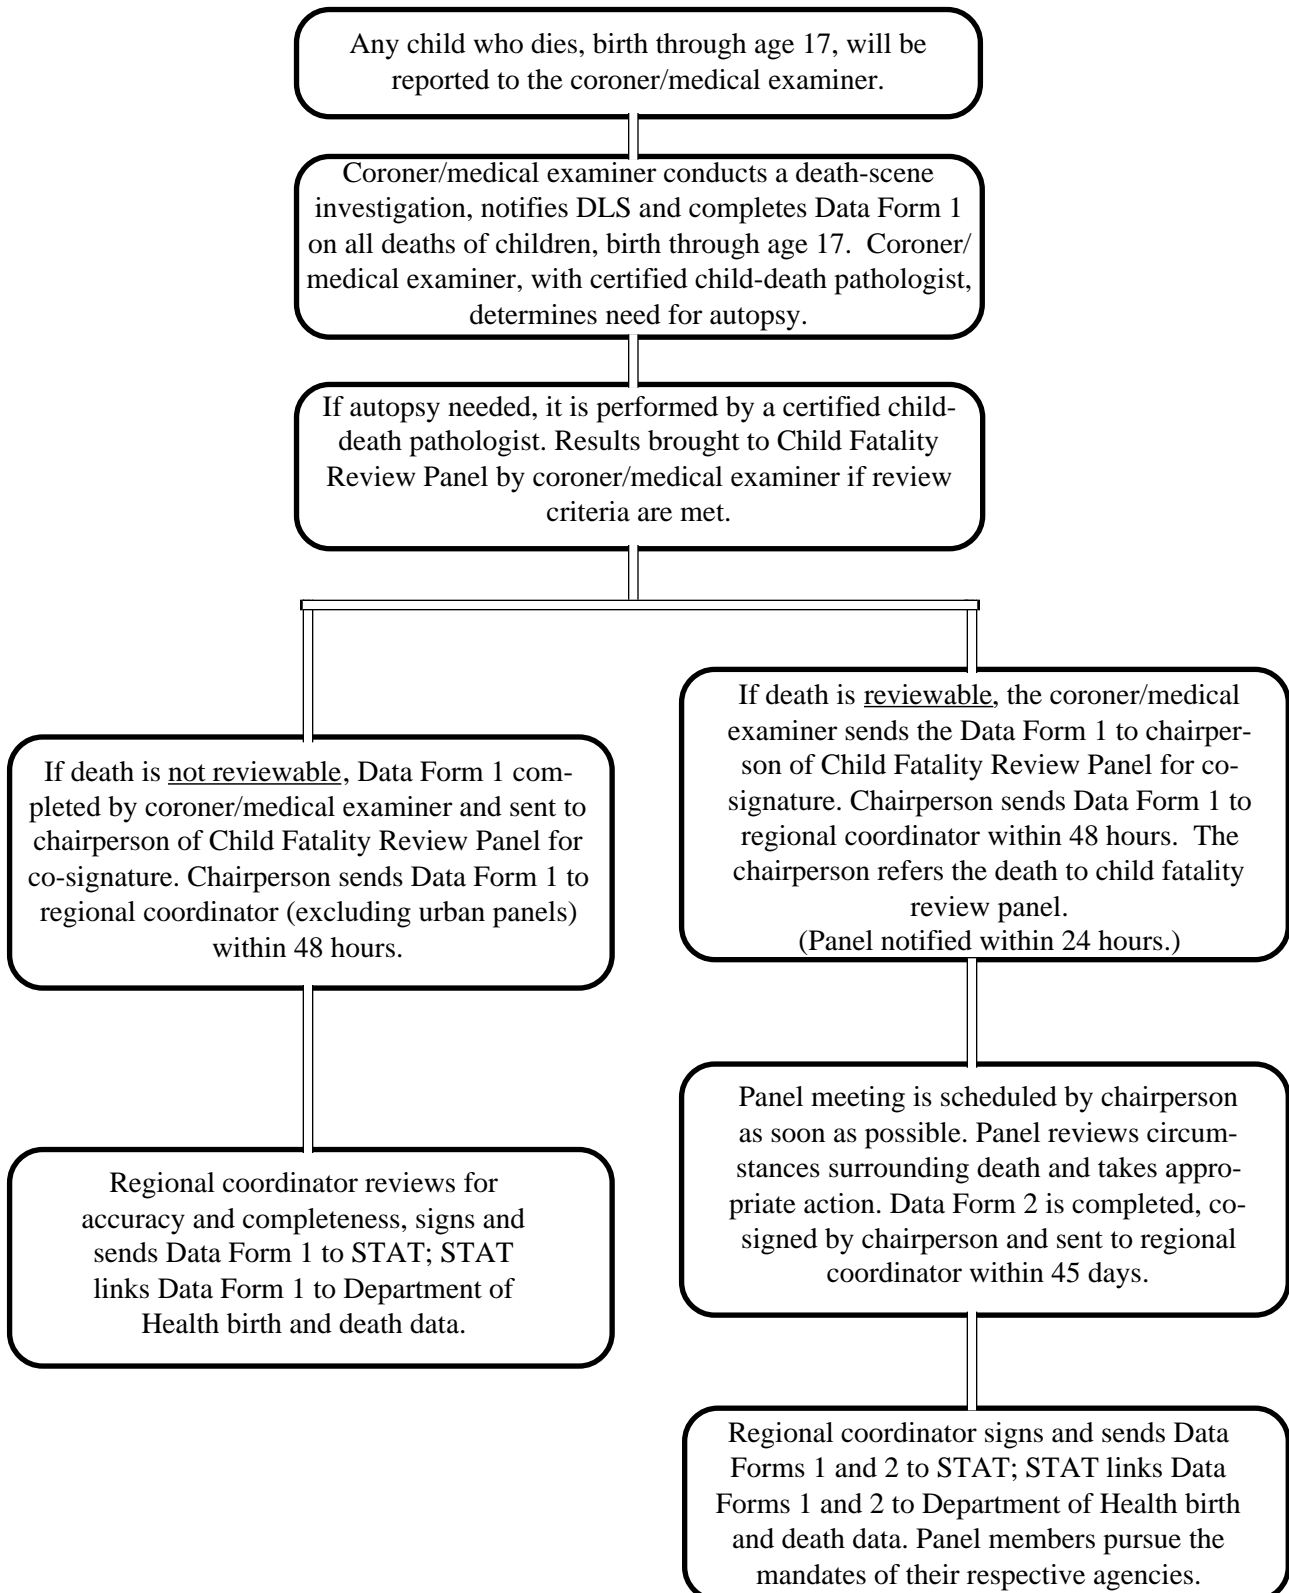 Any child who dies, birth through age 17, will be
reported to the coroner/medical examiner.
Coroner/medical examiner conducts a death-scene
investigation, notifies DLS and completes Data Form 1
on all deaths of children, birth through age 17.  Coroner/
medical examiner, with certified child-death pathologist,
determines need for autopsy.
If autopsy needed, it is performed by a certified child-
death pathologist. Results brought to Child Fatality
Review Panel by coroner/medical examiner if review
criteria are met.
If death is not reviewable, Data Form 1 com-
pleted by coroner/medical examiner and sent to
chairperson of Child Fatality Review Panel for
co-signature. Chairperson sends Data Form 1 to
regional coordinator (excluding urban panels)
within 48 hours.
Regional coordinator reviews for
accuracy and completeness, signs and
sends Data Form 1 to STAT; STAT
links Data Form 1 to Department of
Health birth and death data.
If death is reviewable, the coroner/medical
examiner sends the Data Form 1 to chairper-
son of Child Fatality Review Panel for co-
signature. Chairperson sends Data Form 1 to
regional coordinator within 48 hours.  The
chairperson refers the death to child fatality
review panel.
(Panel notified within 24 hours.)
Panel meeting is scheduled by chairperson
as soon as possible. Panel reviews circum-
stances surrounding death and takes appro-
priate action. Data Form 2 is completed, co-
signed by chairperson and sent to regional
coordinator within 45 days.
Regional coordinator signs and sends Data
Forms 1 and 2 to STAT; STAT links Data
Forms 1 and 2 to Department of Health birth
and death data. Panel members pursue the
mandates of their respective agencies.